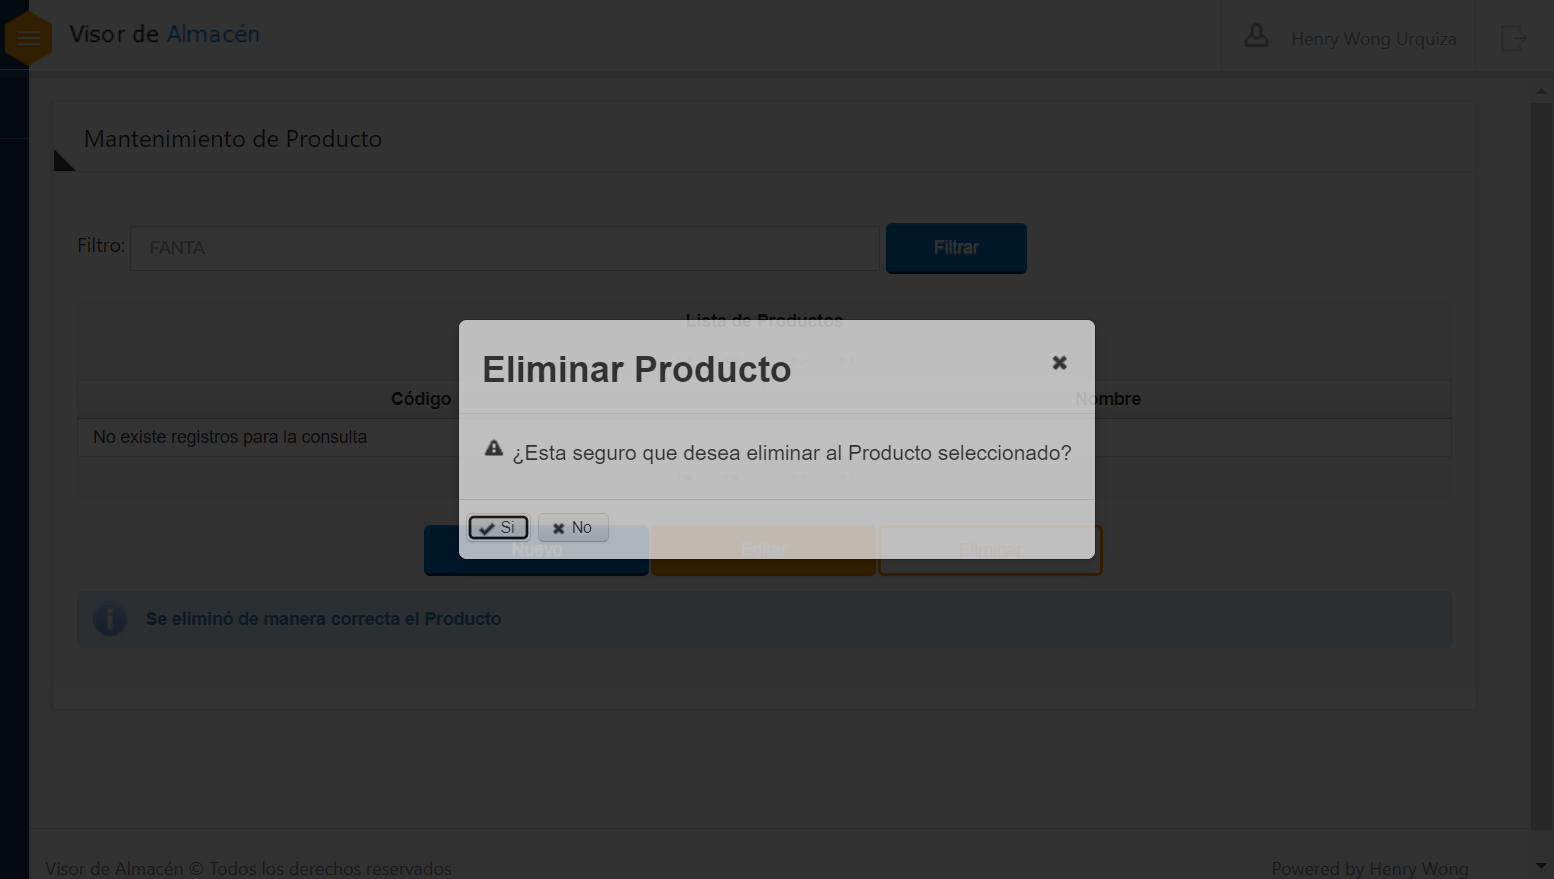 Visor de Almacén
Henry Wong Urquiza
Mantenimiento de Producto
Filtro: FANTA Filtrar
Lista de Productos
Eliminar Producto
Código Nombre
No existe registros para la consulta
¿Esta seguro que desea eliminar al Producto seleccionado?
Si No
Nuevo Editar Eliminar
Se eliminó de manera correcta el Producto
Visor de Almacén © Todos los derechos reservados Powered by Henry Wong